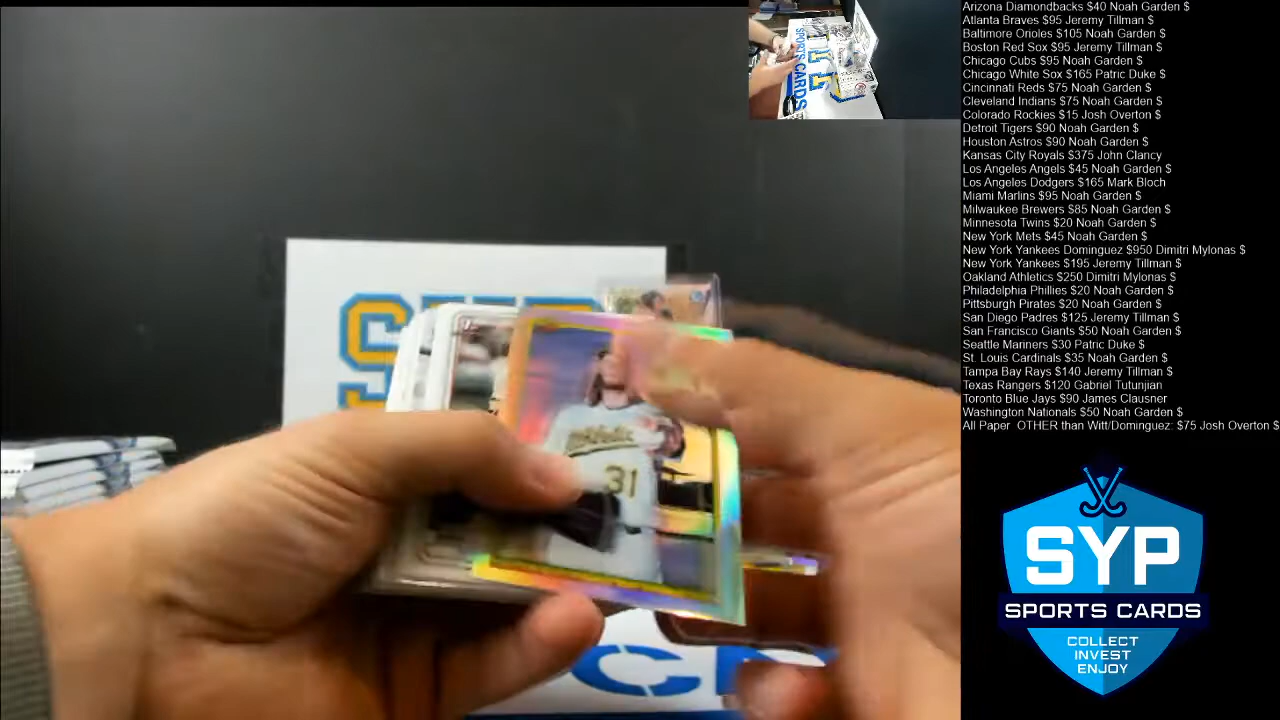 Arizona Diamondbacks $40 Noah Garden $
Atlanta Braves $95 Jeremy Tillman $
Baltimore Orioles $105 Noah Garden $
Boston Red Sox $95 Jeremy Tillman $
Chicago Cubs $95 Noah Garden $
Chicago White Sox $165 Patric Duke $
Cincinnati Reds $75 Noah Garden $
Cleveland Indians $75 Noah Garden $
Colorado Rockies $15 Josh Overton $
Detroit Tigers $90 Noah Garden $
Houston Astros $90 Noah Garden $
Kansas City Royals $375 John Clancy
Los Angeles Angels $45 Noah Garden $
Los Angeles Dodgers $165 Mark Bloch
Miami Marlins $95 Noah Garden $
Milwaukee Brewers $85 Noah Garden $
Minnesota Twins $20 Noah Garden $
New York Mets $45 Noah Garden $
New York Yankees Dominguez $950 Dimitri Mylonas $
New York Yankees $195 Jeremy Tillman $
Oakland Athletics $250 Dimitri Mylonas $
Philadelphia Phillies $20 Noah Garden $
Pittsburgh Pirates $20 Noah Garden $
San Diego Padres $125 Jeremy Tillman $
San Francisco Giants $50 Noah Garden $
Seattle Mariners $30 Patric Duke $
St. Louis Cardinals $35 Noah Garden $
Tampa Bay Rays $140 Jeremy Tillman $
Texas Rangers $120 Gabriel Tutunjian
Toronto Blue Jays $90 James Clausner
Washington Nationals $50 Noah Garden $
All Paper OTHER than Witt/Dominguez: $75 Josh Overton $
SYP
SPORTS CARDS
COLLECT
INVEST
ENJOY
SPORTS CARDS
31